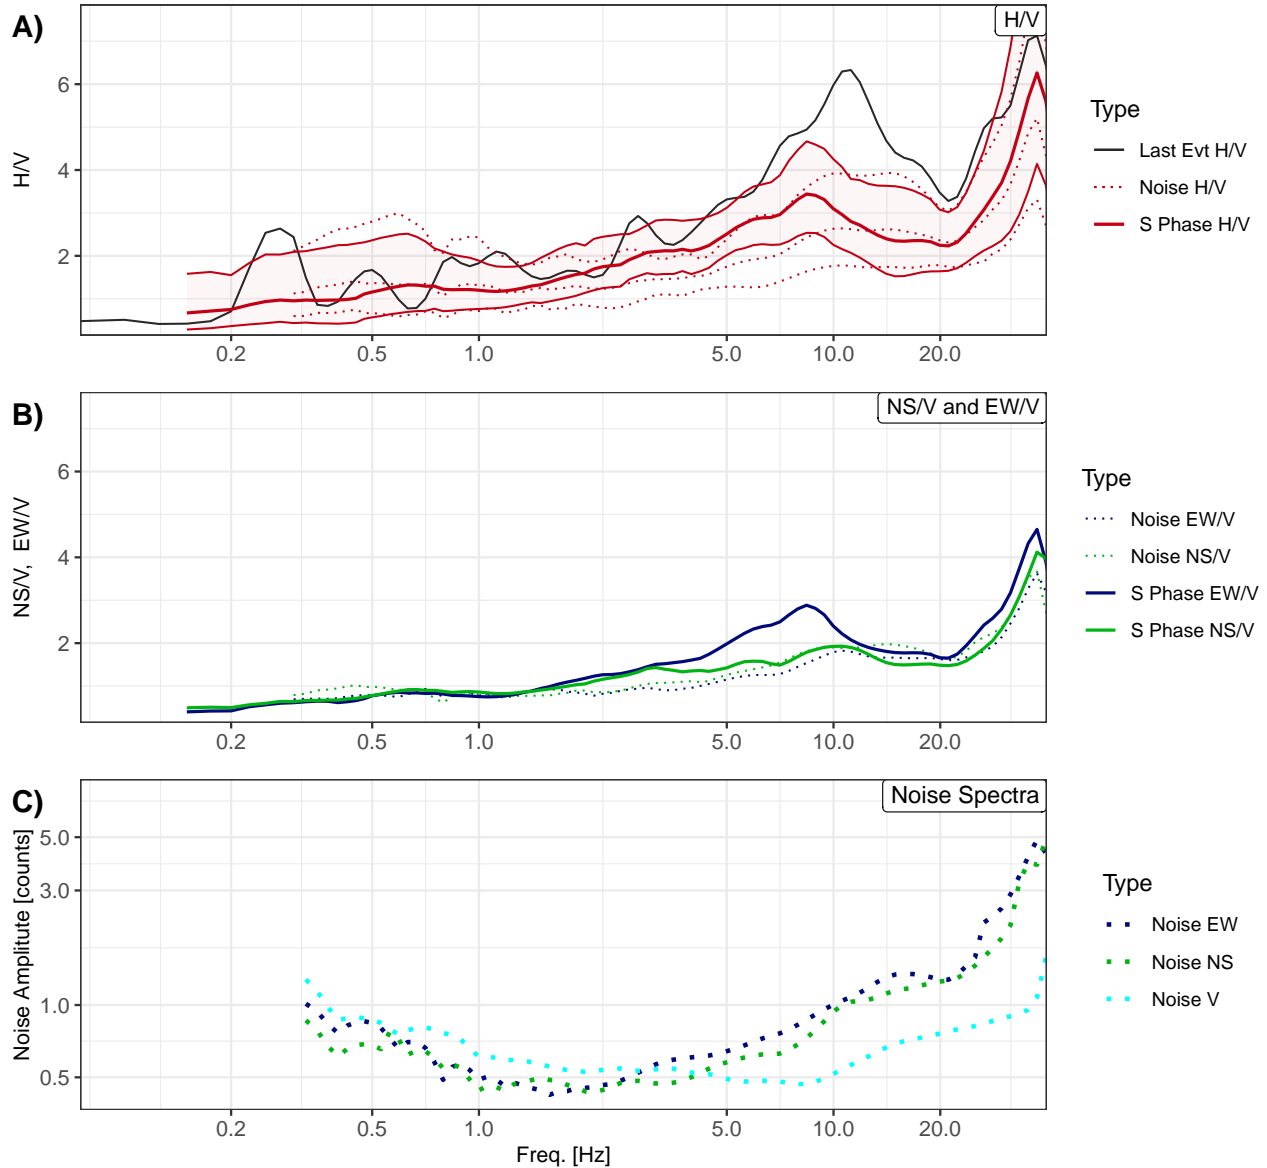 A)
H/V
6
4
2
H/V
0.2 0.5 1.0 5.0 10.0 20.0
Type
Last Evt H/V
Noise H/V
S Phase H/V
B)
NS/V and EW/V
6
4
2
NS/V, EW/V
0.2 0.5 1.0 5.0 10.0 20.0
Type
Noise EW/V
Noise NS/V
S Phase EW/V
S Phase NS/V
C)
Noise Spectra
5.0
3.0
1.0
0.5
Noise Amplitute [counts]
0.2 0.5 1.0 5.0 10.0 20.0
Freq. [Hz]
Type
Noise EW
Noise NS
Noise V